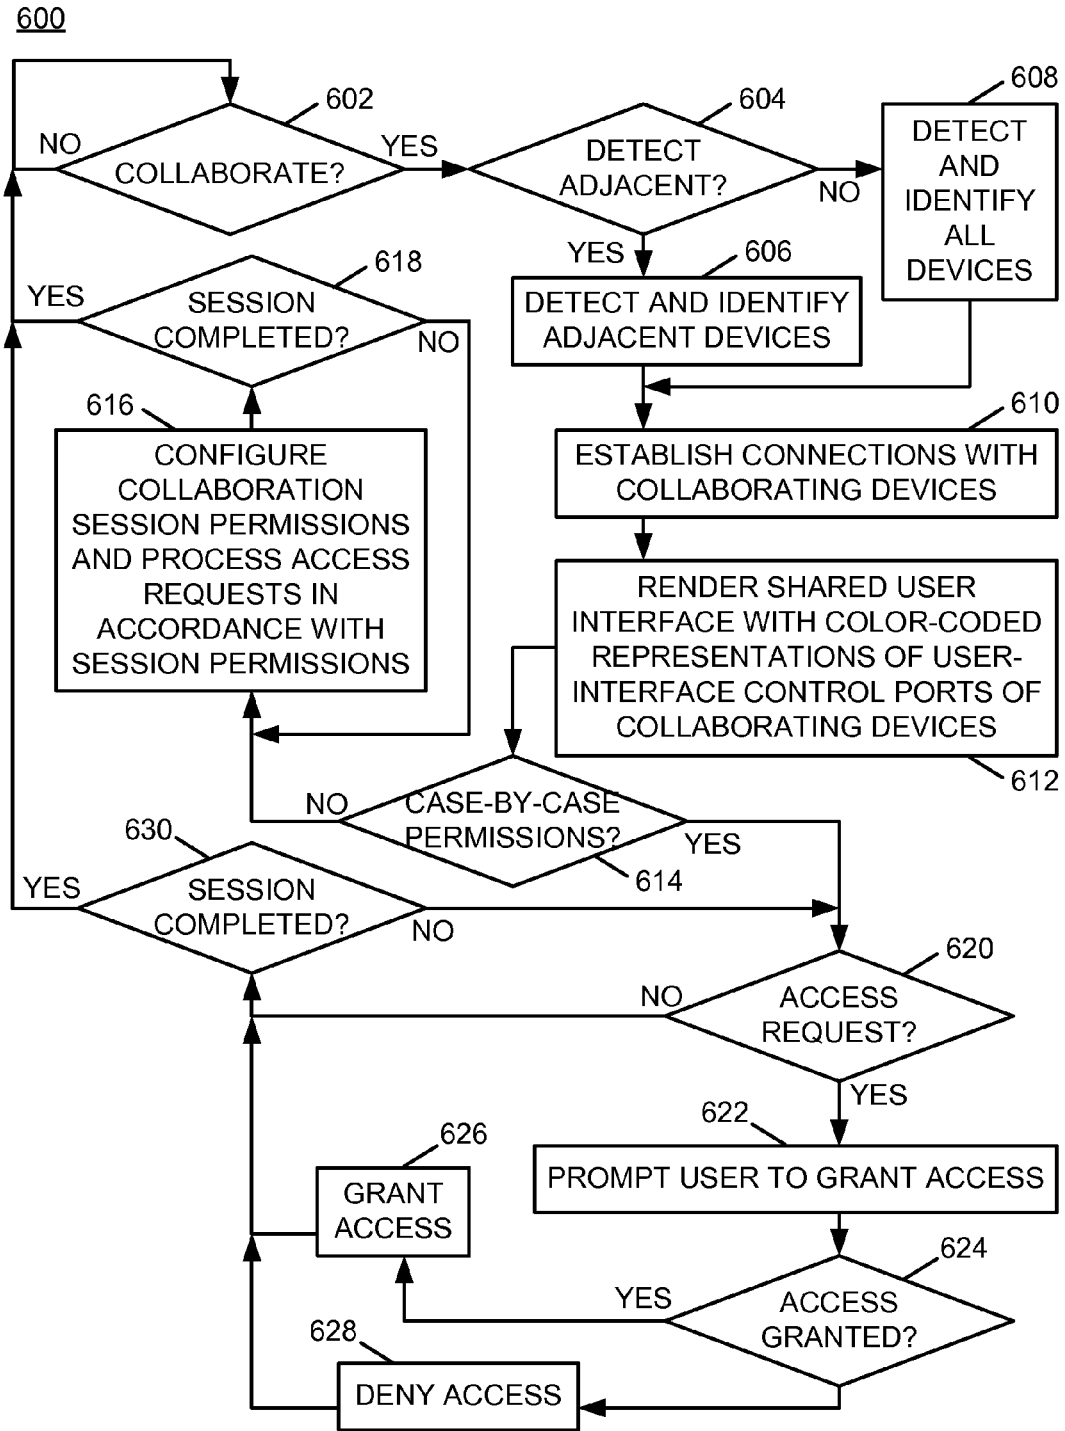 600
602
COLLABORATE?
NO
YES
604
DETECT
ADJACENT?
NO
YES
608
DETECT
AND
IDENTIFY
ALL
DEVICES
606
DETECT AND IDENTIFY
ADJACENT DEVICES
618
SESSION
COMPLETED?
YES
NO
616
CONFIGURE
COLLABORATION
SESSION PERMISSIONS
AND PROCESS ACCESS
REQUESTS IN
ACCORDANCE WITH
SESSION PERMISSIONS
610
ESTABLISH CONNECTIONS WITH
COLLABORATING DEVICES
RENDER SHARED USER
INTERFACE WITH COLOR-CODED
REPRESENTATIONS OF USER-
INTERFACE CONTROL PORTS OF
COLLABORATING DEVICES
612
CASE-BY-CASE
PERMISSIONS?
NO
YES
614
630
SESSION
COMPLETED?
YES
NO
620
ACCESS
REQUEST?
NO
YES
622
PROMPT USER TO GRANT ACCESS
624
ACCESS
GRANTED?
YES
626
GRANT
ACCESS
628
DENY ACCESS